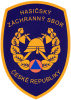 HASIČSKÝ
ZÁCHRANNÝ SBOR
ČESKÉ REPUBLIKY